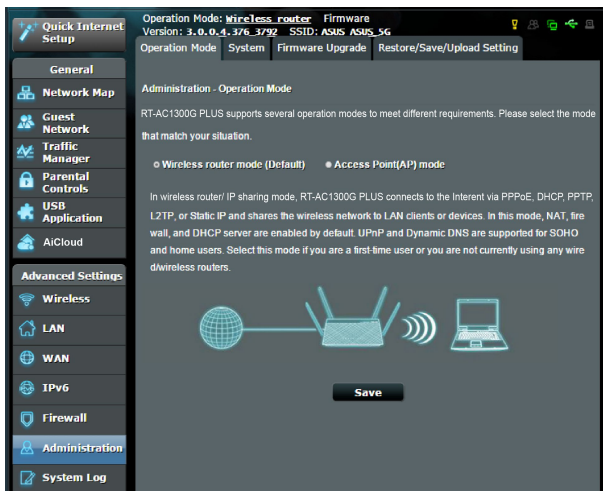 Quick Internet
Setup
General
Network Map
Guest
Network
Traffic
Manager
Parental
Controls
USB
Application
AiCloud
Advanced Settings
Wireless
LAN
WAN
IPv6
Firewall
Administration
System Log
Operation Mode: Wireless router Firmware
Version: 3.0.0.4.376_3792 SSID: ASUS ASUS_5G
Operation Mode System Firmware Upgrade Restore/Save/Upload Setting
Administration - Operation Mode
RT-AC1300G PLUS supports several operation modes to meet different requirements. Please select the mode
that match your situation.
Wireless router mode (Default) Access Point(AP) mode
In wireless router/ IP sharing mode, RT-AC1300G PLUS connects to the Interent via PPPoE, DHCP, PPTP,
L2TP, or Static IP and shares the wireless network to LAN clients or devices. In this mode, NAT, fire
wall, and DHCP server are enabled by default. UPnP and Dynamic DNS are supported for SOHO
and home users. Select this mode if you are a first-time user or you are not currently using any wire
d/wireless routers.
Save